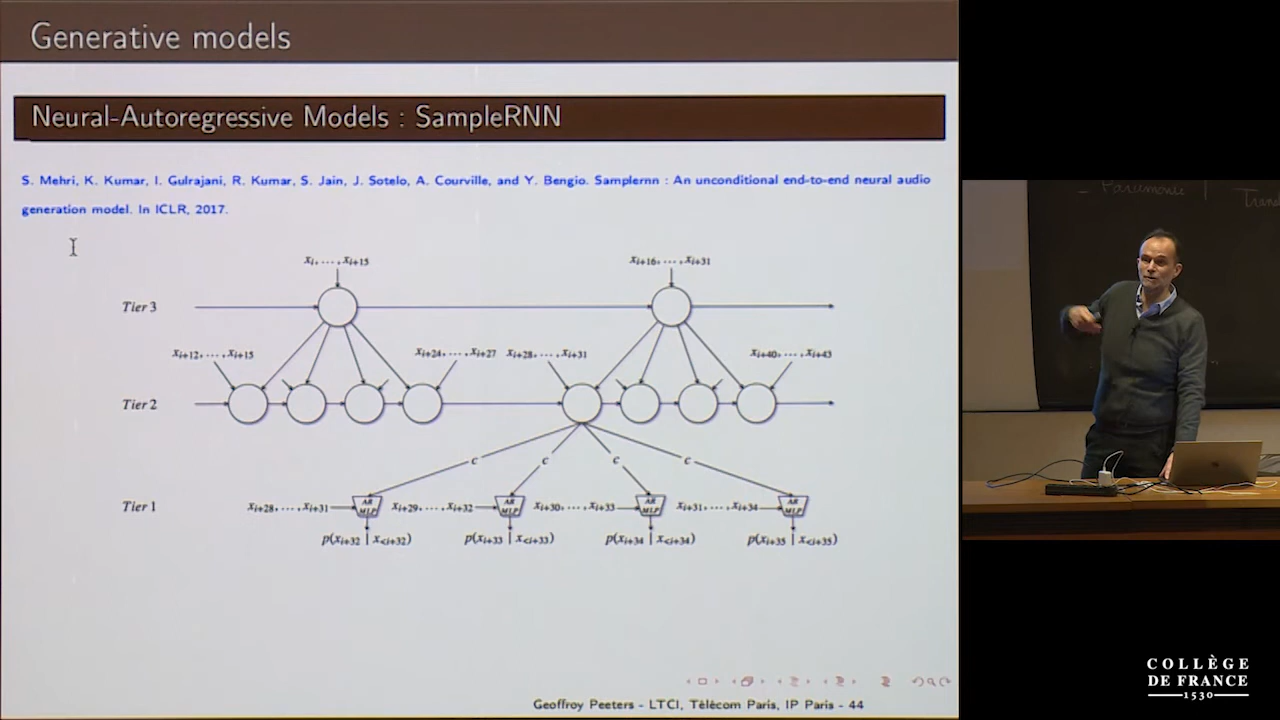 Generative models
Neural-Autoregressive Models : SampleRNN
S. Mehri, K. Kumar, I. Gulrajani, R. Kumar, S. Jain, J. Sotelo, A. Courville, and Y. Bengio. Samplernn : An unconditional end-to-end neural audio
generation model. In ICLR, 2017.
x_i, ⋯, x_{i+15} x_{i+16}, ⋯, x_{i+31}
Tier 3
x_{i+12}, ⋯, x_{i+15} x_{i+24}, ⋯, x_{i+27} x_{i+28}, ⋯, x_{i+31} x_{i+40}, ⋯, x_{i+43}
Tier 2
c c c c
Tier 1 x_{i+28}, ⋯, x_{i+31} AR MLP x_{i+29}, ⋯, x_{i+32} AR MLP x_{i+30}, ⋯, x_{i+33} AR MLP x_{i+31}, ⋯, x_{i+34} AR MLP
p(x_{i+32} | x_{<i+32}) p(x_{i+33} | x_{<i+33}) p(x_{i+34} | x_{<i+34}) p(x_{i+35} | x_{<i+35})
Geoffroy Peeters - LTCI, Télécom Paris, IP Paris - 44
COLLÈGE
DE FRANCE
1530